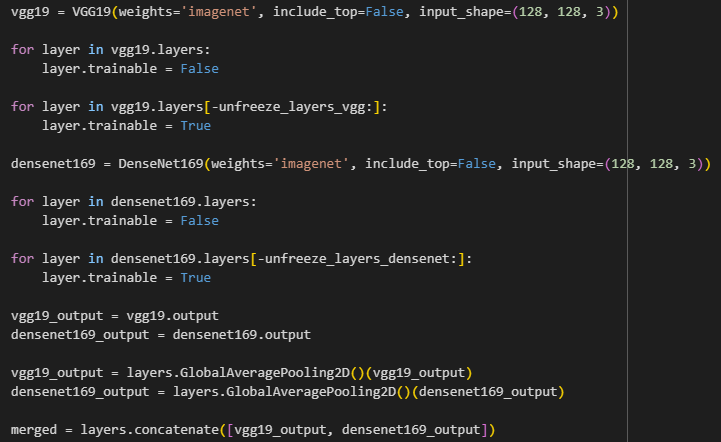 vgg19 = VGG19(weights='imagenet', include_top=False, input_shape=(128, 128, 3))
for layer in vgg19.layers:
    layer.trainable = False
for layer in vgg19.layers[-unfreeze_layers_vgg:]:
    layer.trainable = True
densenet169 = DenseNet169(weights='imagenet', include_top=False, input_shape=(128, 128, 3))
for layer in densenet169.layers:
    layer.trainable = False
for layer in densenet169.layers[-unfreeze_layers_densenet:]:
    layer.trainable = True
vgg19_output = vgg19.output
densenet169_output = densenet169.output
vgg19_output = layers.GlobalAveragePooling2D()(vgg19_output)
densenet169_output = layers.GlobalAveragePooling2D()(densenet169_output)
merged = layers.concatenate([vgg19_output, densenet169_output])